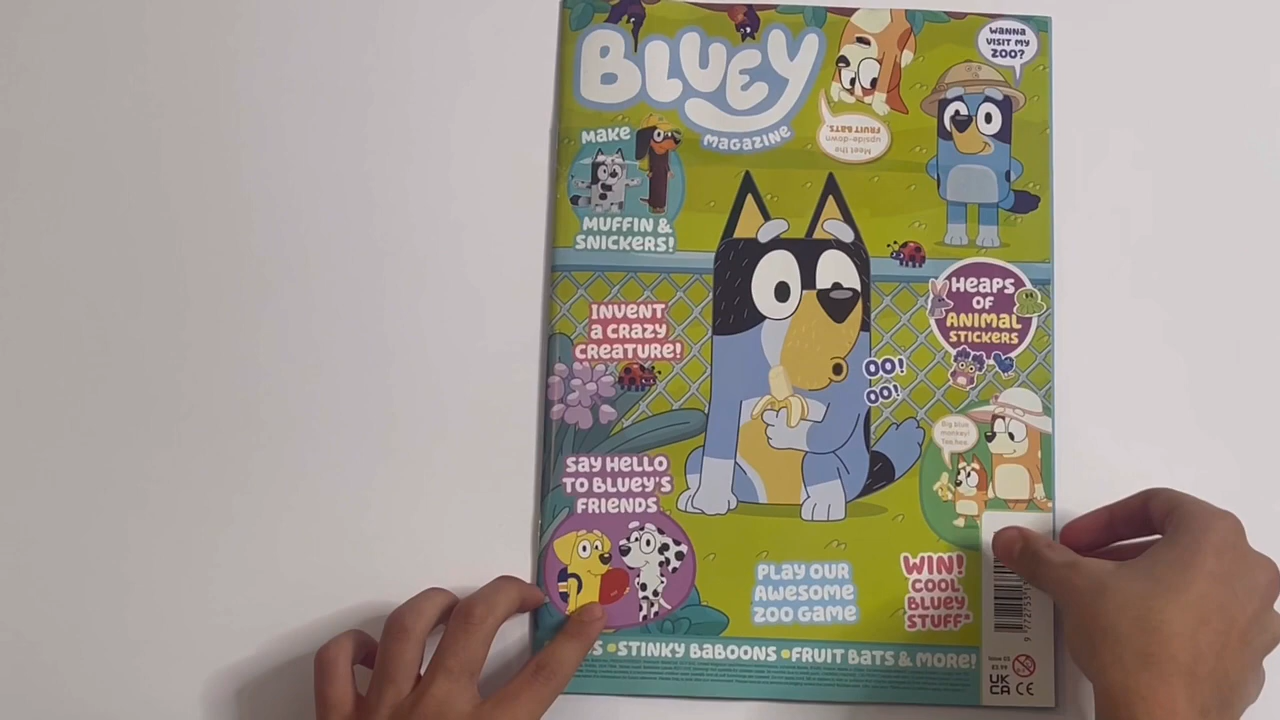 BLUEY
MAGAZINE
WANNA
VISIT MY
ZOO?
Meet the
upside-down
FRUIT BATS.
MAKE
MUFFIN &
SNICKERS!
HEAPS
OF
ANIMAL
STICKERS
INVENT
A CRAZY
CREATURE!
OO!
OO!
Big blue
monkey!
Tee hee.
SAY HELLO
TO BLUEY'S
FRIENDS
PLAY OUR
AWESOME
ZOO GAME
WIN!
COOL
BLUEY
STUFF*
S • STINKY BABOONS • FRUIT BATS & MORE!
UK
CA CE